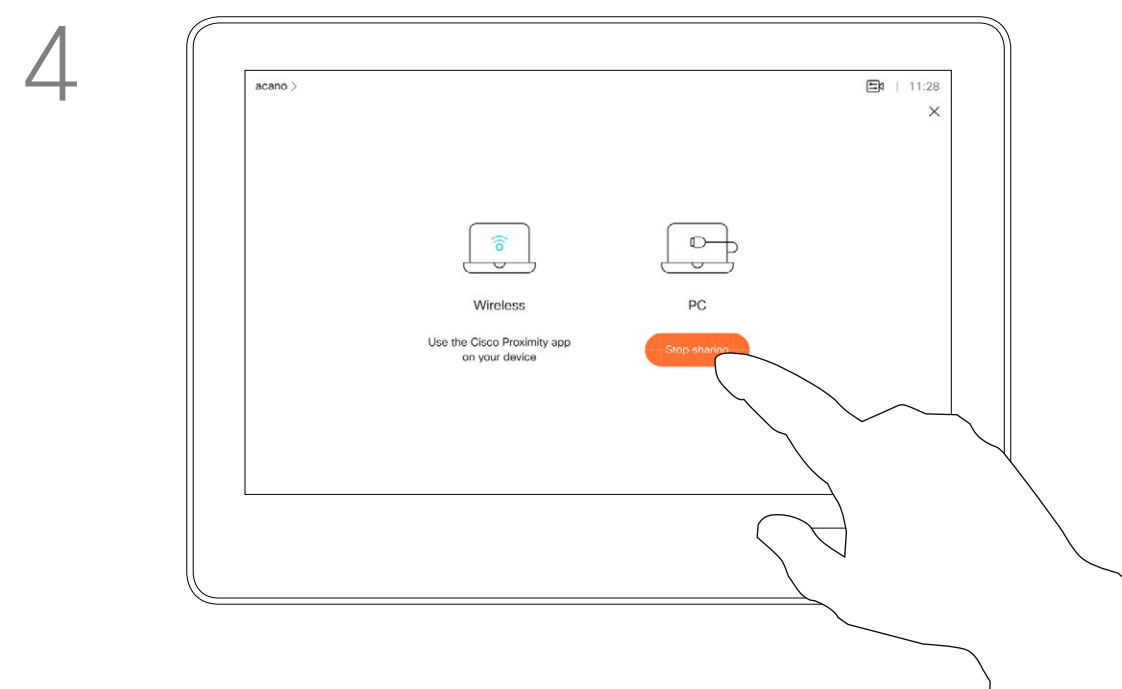 4
acano >
| 11:28
Wireless
PC
Use the Cisco Proximity app
on your device
Stop sharing